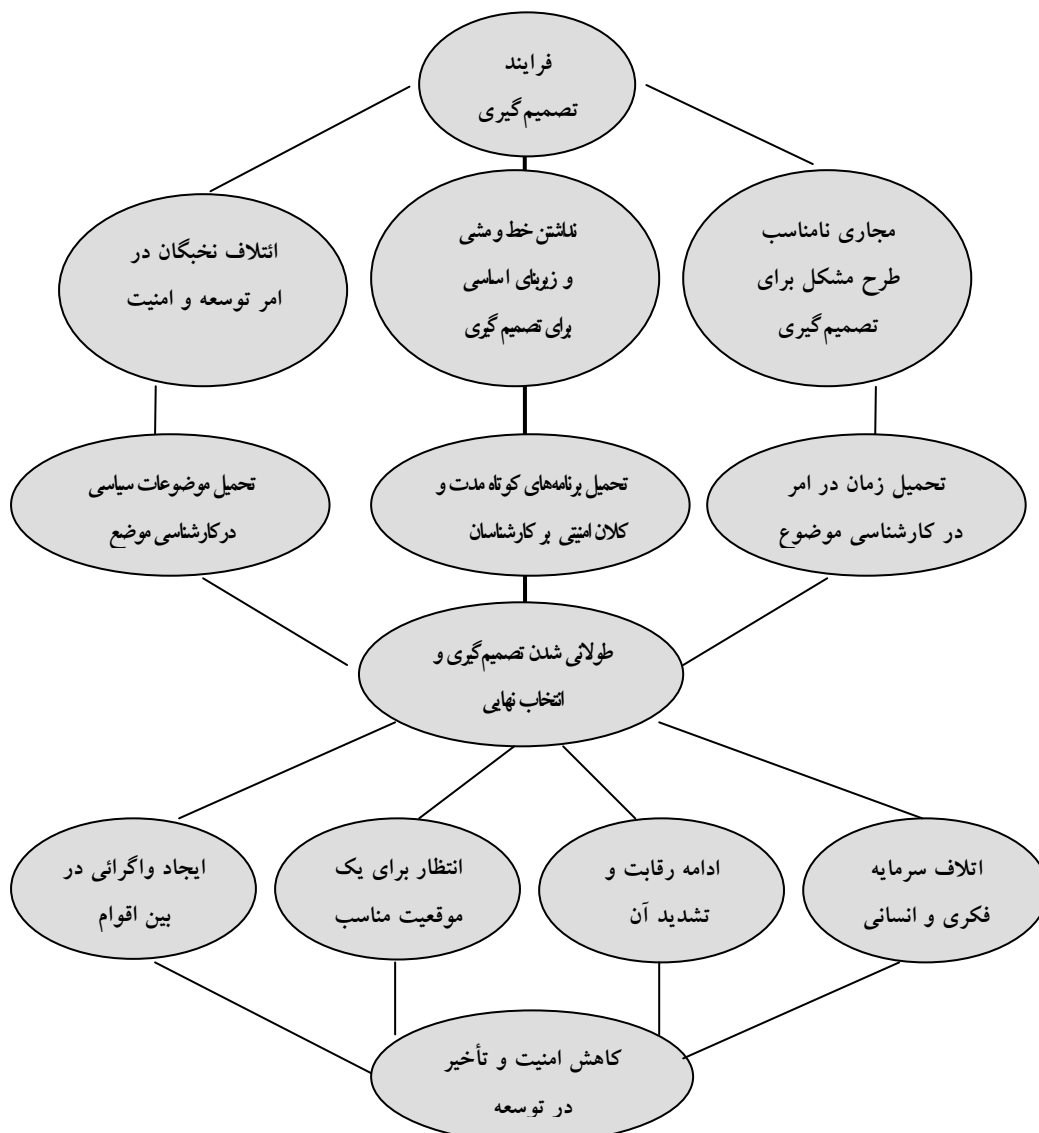 فرایند
تصمیم‌گیری
مجاری نامناسب
طرح مشکل برای
تصمیم‌گیری
نداشتن خط و مشی
و زیربنای اساسی
برای تصمیم گیری
ائتلاف نخبگان در
امر توسعه و امنیت
تحمیل زمان در امر
در کارشناسی موضوع
تحمیل برنامه‌های کوتاه مدت و
کلان امنیتی بر کارشناسان
تحمیل موضوعات سیاسی
درکارشناسی موضع
طولانی شدن تصمیم‌گیری و
انتخاب نهایی
اتلاف سرمایه
فکری و انسانی
ادامه رقابت و
تشدید آن
انتظار برای یک
موقعیت مناسب
ایجاد واگرائی در
بین اقوام
کاهش امنیت و تأخیر
در توسعه